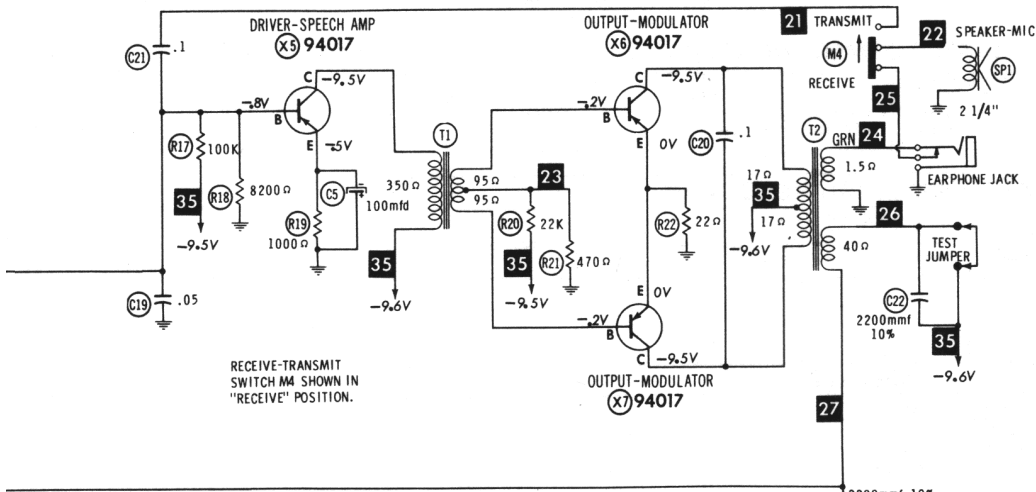 DRIVER-SPEECH AMP
X5 94017
OUTPUT-MODULATOR
X6 94017
21
TRANSMIT
M4
RECEIVE
22
SPEAKER-MIC
SP1
2 1/4"
25
C21
.1
-.8V
B
C
-9.5V
E
-.5V
R17
100K
35
-9.5V
R18
8200Ω
R19
1000Ω
C5
100mfd
T1
350Ω
95Ω
95Ω
35
-9.6V
23
R20
22K
35
-9.5V
R21
470Ω
-.2V
B
C
-9.5V
E
0V
C20
.1
R22
22Ω
E
0V
-.2V
B
C
-9.5V
OUTPUT-MODULATOR
X7 94017
T2
17Ω
35
17Ω
-9.6V
GRN
24
1.5Ω
EARPHONE JACK
26
40Ω
TEST
JUMPER
C22
2200mmf
10%
35
-9.6V
27
C19
.05
RECEIVE-TRANSMIT
SWITCH M4 SHOWN IN
"RECEIVE" POSITION.